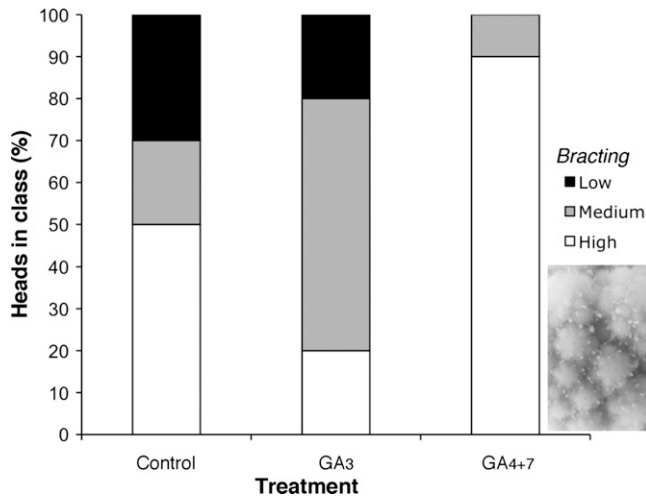 Heads in class (%)
100
90
80
70
60
50
40
30
20
10
0
Control GA3 GA4+7
Treatment
Bracting
Low
Medium
High